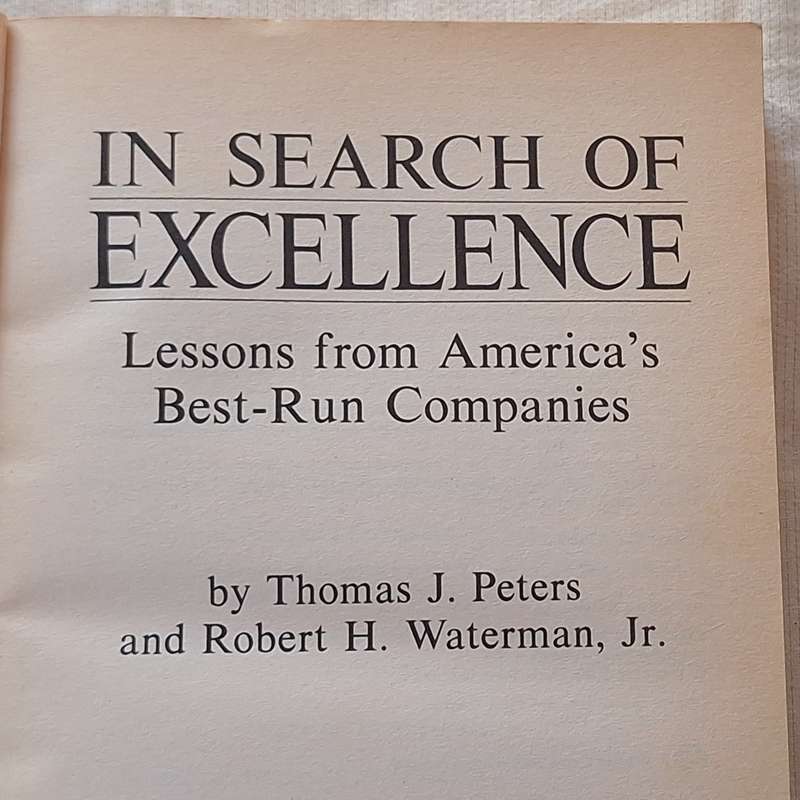 IN SEARCH OF
EXCELLENCE
Lessons from America's
Best-Run Companies
by Thomas J. Peters
and Robert H. Waterman, Jr.